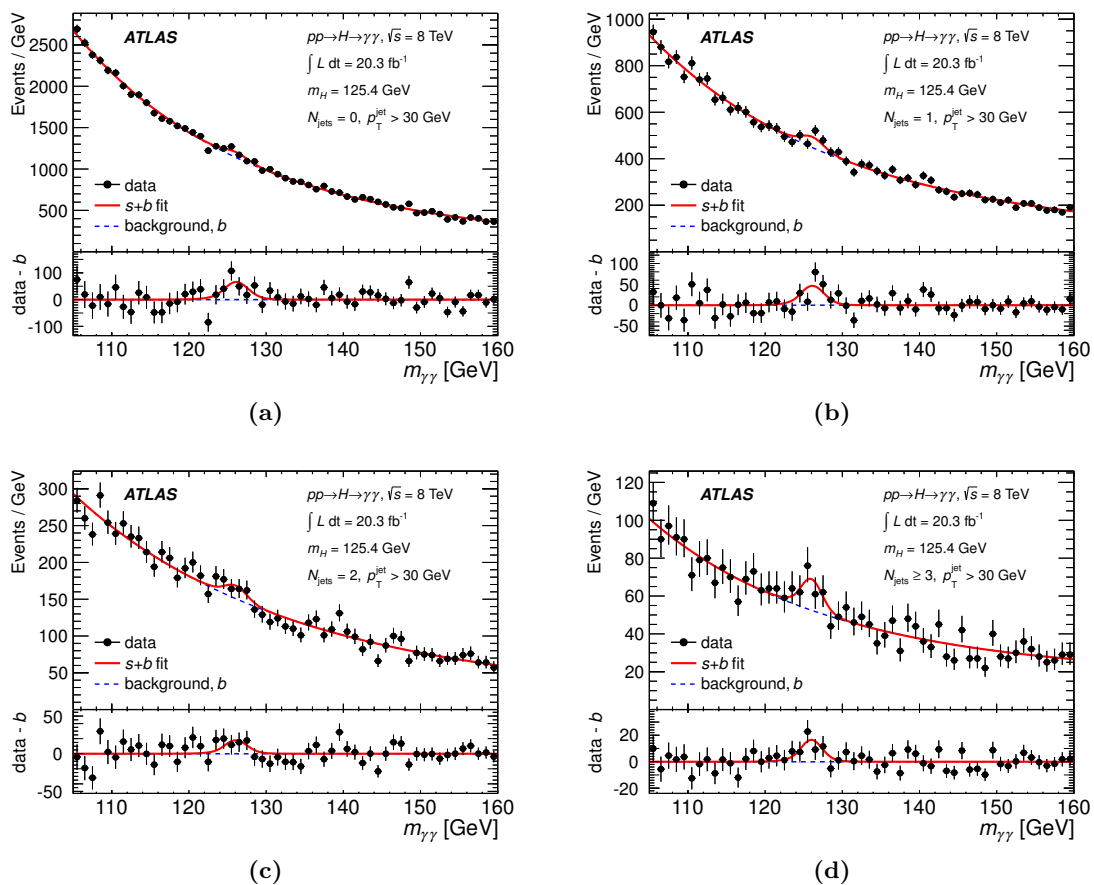 Events / GeV
2500
2000
1500
1000
500
ATLAS
pp→H→γγ, √s = 8 TeV
∫ L dt = 20.3 fb⁻¹
m_H = 125.4 GeV
N_jets = 0, p_T^jet > 30 GeV
data
s+b fit
background, b
data - b
100
0
-100
110 120 130 140 150 160
m_γγ [GeV]
(a)
Events / GeV
1000
800
600
400
200
ATLAS
pp→H→γγ, √s = 8 TeV
∫ L dt = 20.3 fb⁻¹
m_H = 125.4 GeV
N_jets = 1, p_T^jet > 30 GeV
data
s+b fit
background, b
data - b
100
50
0
-50
110 120 130 140 150 160
m_γγ [GeV]
(b)
Events / GeV
300
250
200
150
100
50
ATLAS
pp→H→γγ, √s = 8 TeV
∫ L dt = 20.3 fb⁻¹
m_H = 125.4 GeV
N_jets = 2, p_T^jet > 30 GeV
data
s+b fit
background, b
data - b
50
0
-50
110 120 130 140 150 160
m_γγ [GeV]
(c)
Events / GeV
120
100
80
60
40
20
ATLAS
pp→H→γγ, √s = 8 TeV
∫ L dt = 20.3 fb⁻¹
m_H = 125.4 GeV
N_jets ≥ 3, p_T^jet > 30 GeV
data
s+b fit
background, b
data - b
20
0
-20
110 120 130 140 150 160
m_γγ [GeV]
(d)